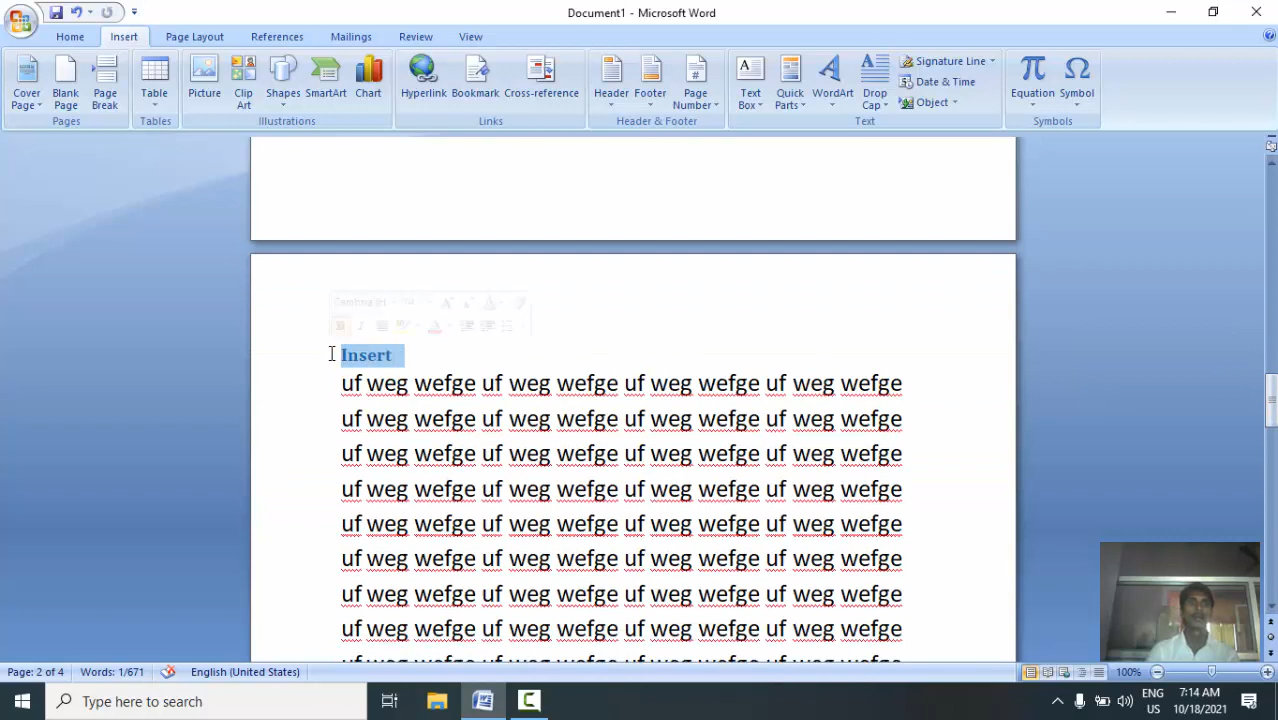 Document1 - Microsoft Word
Home Insert Page Layout References Mailings Review View
Cover Page
Blank Page
Page Break
Table
Picture
Clip Art
Shapes
SmartArt
Chart
Hyperlink
Bookmark
Cross-reference
Header
Footer
Page Number
Text Box
Quick Parts
WordArt
Drop Cap
Signature Line
Date & Time
Object
Equation
Symbol
Pages Tables Illustrations Links Header & Footer Text Symbols
Insert
uf weg wefge uf weg wefge uf weg wefge uf weg wefge
uf weg wefge uf weg wefge uf weg wefge uf weg wefge
uf weg wefge uf weg wefge uf weg wefge uf weg wefge
uf weg wefge uf weg wefge uf weg wefge uf weg wefge
uf weg wefge uf weg wefge uf weg wefge uf weg wefge
uf weg wefge uf weg wefge uf weg wefge uf weg wefge
uf weg wefge uf weg wefge uf weg wefge uf weg wefge
uf weg wefge uf weg wefge uf weg wefge uf weg wefge
Page: 2 of 4 Words: 1/671 English (United States) 100%
Type here to search
ENG
US
7:14 AM
10/18/2021